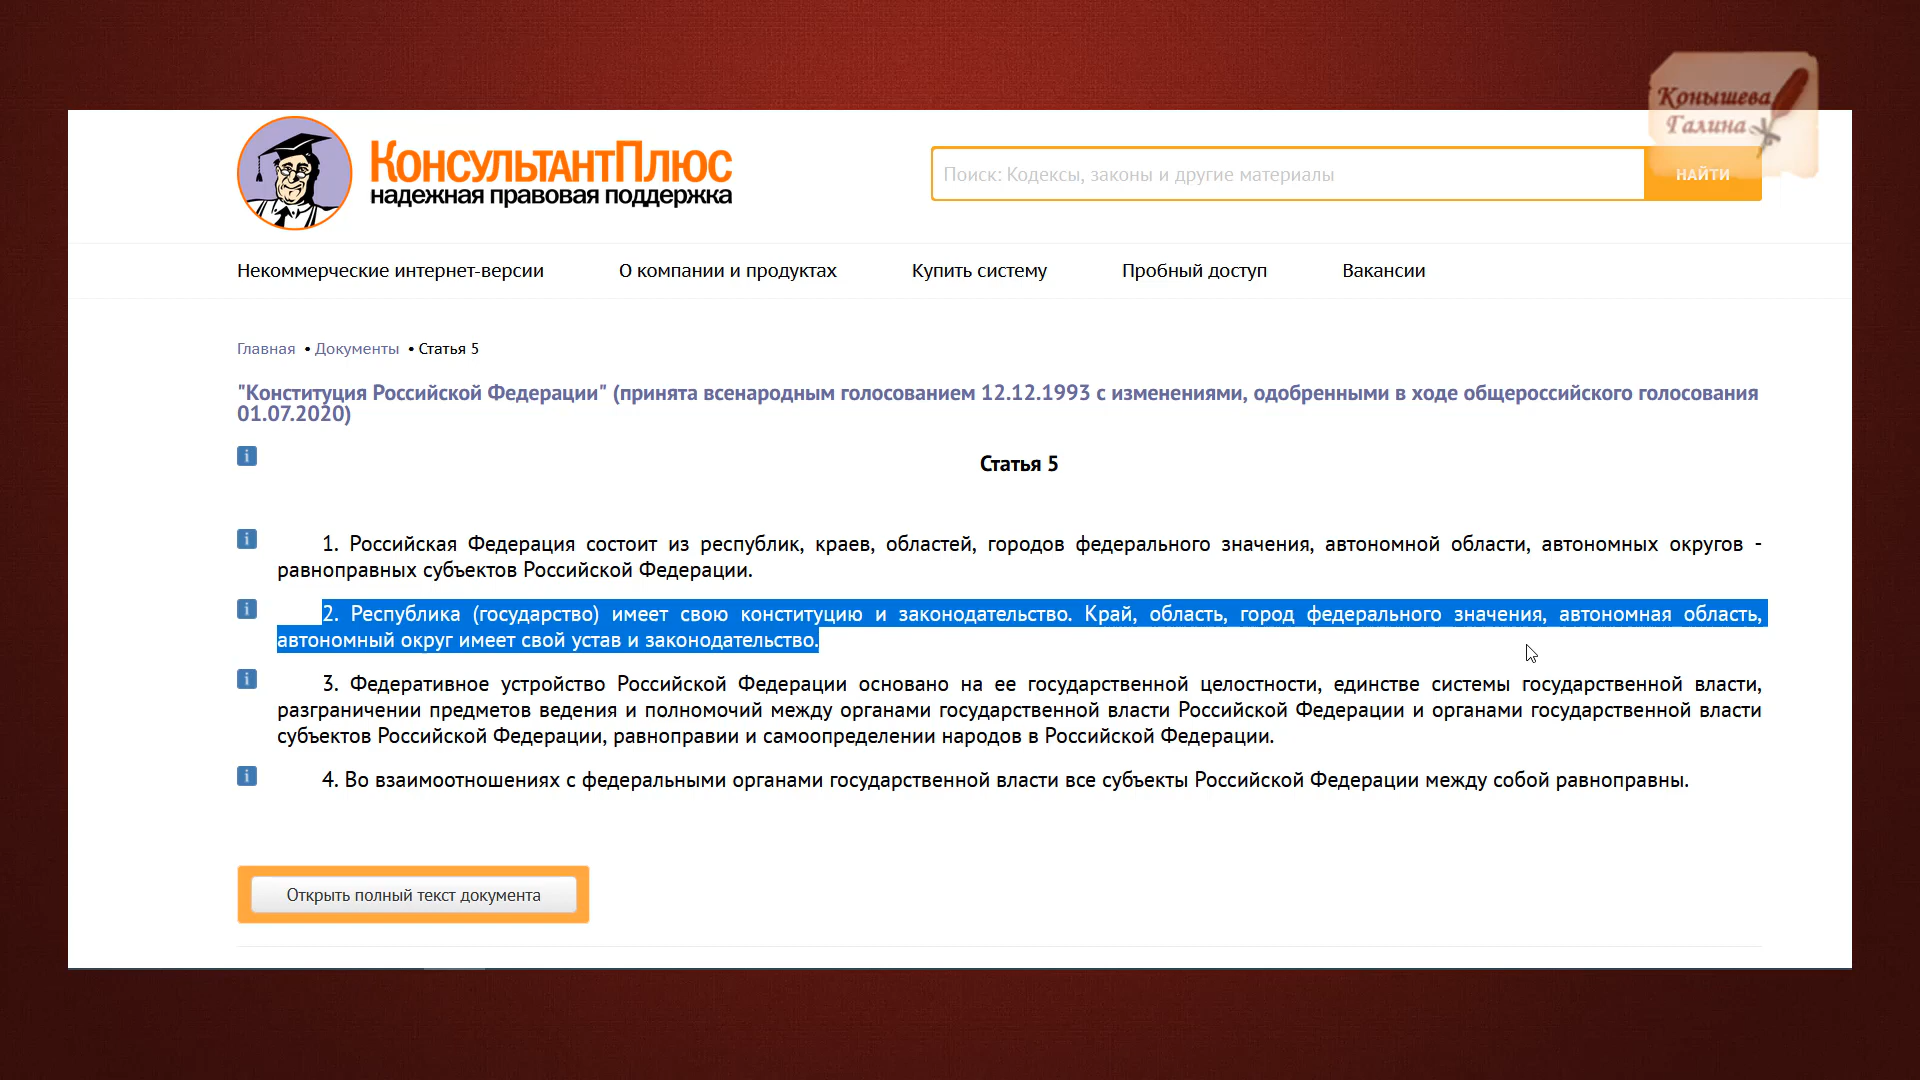 Конышева
Галина
КонсультантПлюс
надежная правовая поддержка
Поиск: Кодексы, законы и другие материалы
НАЙТИ
Некоммерческие интернет-версии
О компании и продуктах
Купить систему
Пробный доступ
Вакансии
Главная • Документы • Статья 5
"Конституция Российской Федерации" (принята всенародным голосованием 12.12.1993 с изменениями, одобренными в ходе общероссийского голосования
01.07.2020)
i
Статья 5
i
1. Российская Федерация состоит из республик, краев, областей, городов федерального значения, автономной области, автономных округов -
равноправных субъектов Российской Федерации.
i
2. Республика (государство) имеет свою конституцию и законодательство. Край, область, город федерального значения, автономная область,
автономный округ имеет свой устав и законодательство.
i
3. Федеративное устройство Российской Федерации основано на ее государственной целостности, единстве системы государственной власти,
разграничении предметов ведения и полномочий между органами государственной власти Российской Федерации и органами государственной власти
субъектов Российской Федерации, равноправии и самоопределении народов в Российской Федерации.
i
4. Во взаимоотношениях с федеральными органами государственной власти все субъекты Российской Федерации между собой равноправны.
Открыть полный текст документа